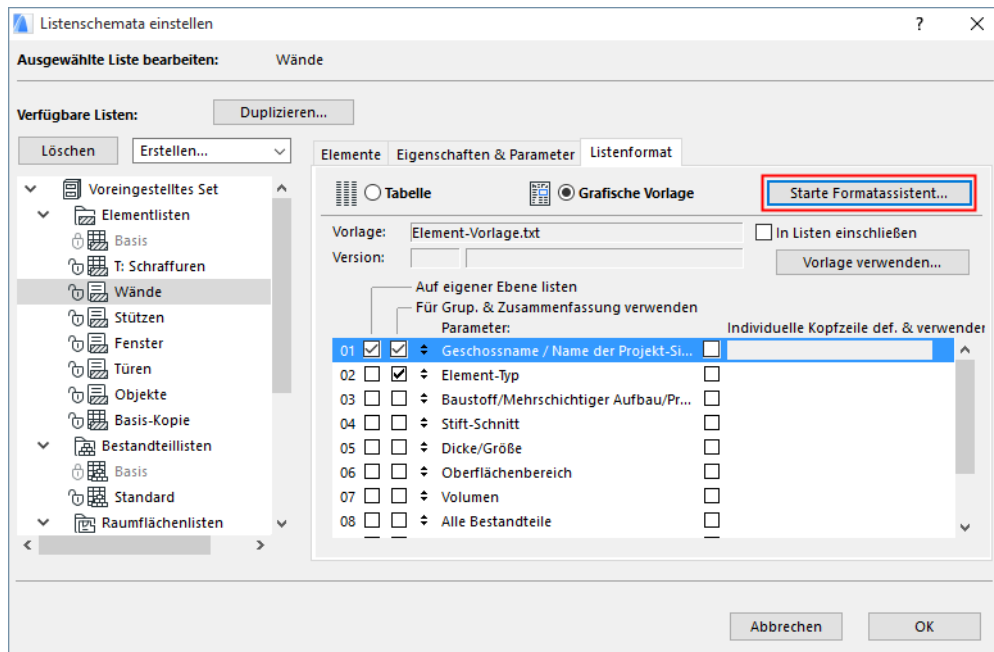 Listenschemata einstellen
Ausgewählte Liste bearbeiten: Wände
Verfügbare Listen:
Duplizieren...
Löschen
Erstellen...
Voreingestelltes Set
Elementlisten
Basis
T: Schraffuren
Wände
Stützen
Fenster
Türen
Objekte
Basis-Kopie
Bestandteillisten
Basis
Standard
Raumflächenlisten
Elemente
Eigenschaften & Parameter
Listenformat
Tabelle
Grafische Vorlage
Starte Formatassistent...
Vorlage: Element-Vorlage.txt
In Listen einschließen
Version:
Vorlage verwenden...
Auf eigener Ebene listen
Für Grup. & Zusammenfassung verwenden
Parameter:
Individuelle Kopfzeile def. & verwender
01 Geschossname / Name der Projekt-Si...
02 Element-Typ
03 Baustoff/Mehrschichtiger Aufbau/Pr...
04 Stift-Schnitt
05 Dicke/Größe
06 Oberflächenbereich
07 Volumen
08 Alle Bestandteile
Abbrechen
OK